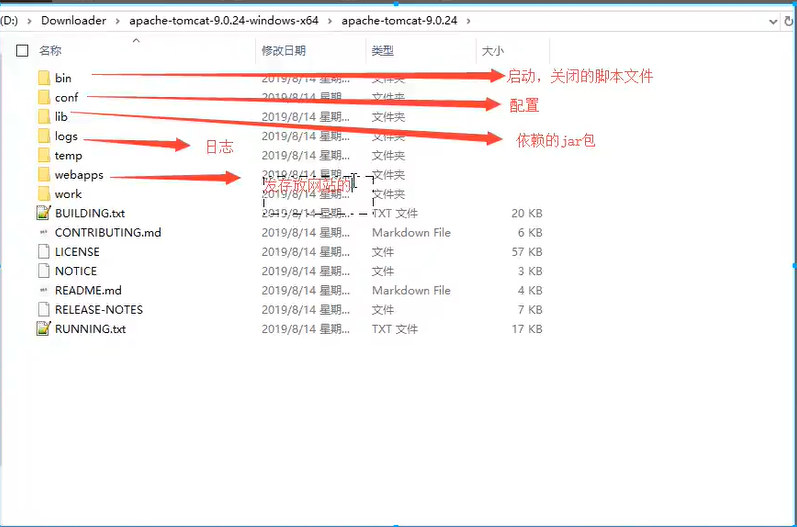 (D:) › Downloader › apache-tomcat-9.0.24-windows-x64 › apache-tomcat-9.0.24 ›
名称 修改日期 类型 大小
bin 2019/8/14 星期... 文件夹 启动，关闭的脚本文件
conf 2019/8/14 星期... 文件夹 配置
lib 2019/8/14 星期... 文件夹 依赖的jar包
logs 2019/8/14 星期... 文件夹 日志
temp 2019/8/14 星期... 文件夹
webapps 2019/8/14 星期... 文件夹 存放网站的
work 2019/8/14 星期... 文件夹
BUILDING.txt 2019/8/14 星期... TXT 文件 20 KB
CONTRIBUTING.md 2019/8/14 星期... Markdown File 6 KB
LICENSE 2019/8/14 星期... 文件 57 KB
NOTICE 2019/8/14 星期... 文件 3 KB
README.md 2019/8/14 星期... Markdown File 4 KB
RELEASE-NOTES 2019/8/14 星期... 文件 7 KB
RUNNING.txt 2019/8/14 星期... TXT 文件 17 KB